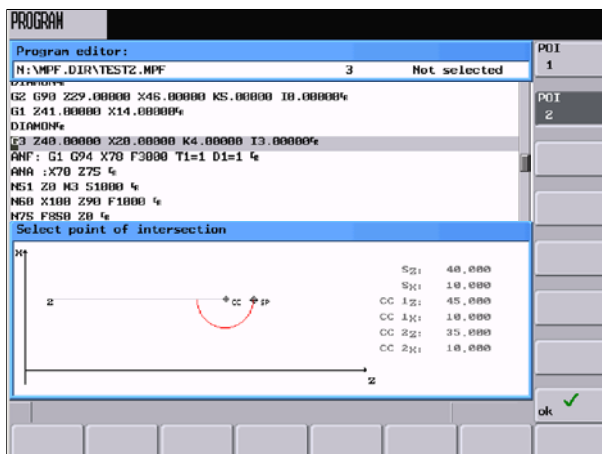 PROGRAM
Program editor:
N:\MPF.DIR\TEST2.MPF 3 Not selected
DIAMON
G2 G90 Z29.00000 X46.00000 K5.00000 I0.00000
G1 Z41.00000 X14.00000
DIAMON
G3 Z40.00000 X20.00000 K4.00000 I3.00000
ANF: G1 G94 X70 F3000 T1=1 D1=1
ANA :X70 Z75
N51 Z0 M3 S1000
N60 X100 Z90 F1000
N75 F850 Z0
Select point of intersection
X
2 CC SP
Z
SZ: 40.000
SX: 10.000
CC 1Z: 45.000
CC 1X: 10.000
CC 2Z: 35.000
CC 2X: 10.000
POI
1
POI
2
ok